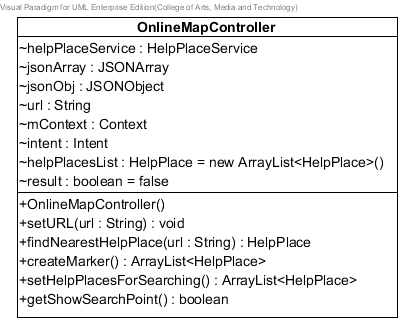 Visual Paradigm for UML Enterprise Edition(College of Arts, Media and Technology)
OnlineMapController
~helpPlaceService : HelpPlaceService
~jsonArray : JSONArray
~jsonObj : JSONObject
~url : String
~mContext : Context
~intent : Intent
~helpPlacesList : HelpPlace = new ArrayList<HelpPlace>()
~result : boolean = false
+OnlineMapController()
+setURL(url : String) : void
+findNearestHelpPlace(url : String) : HelpPlace
+createMarker() : ArrayList<HelpPlace>
+setHelpPlacesForSearching() : ArrayList<HelpPlace>
+getShowSearchPoint() : boolean